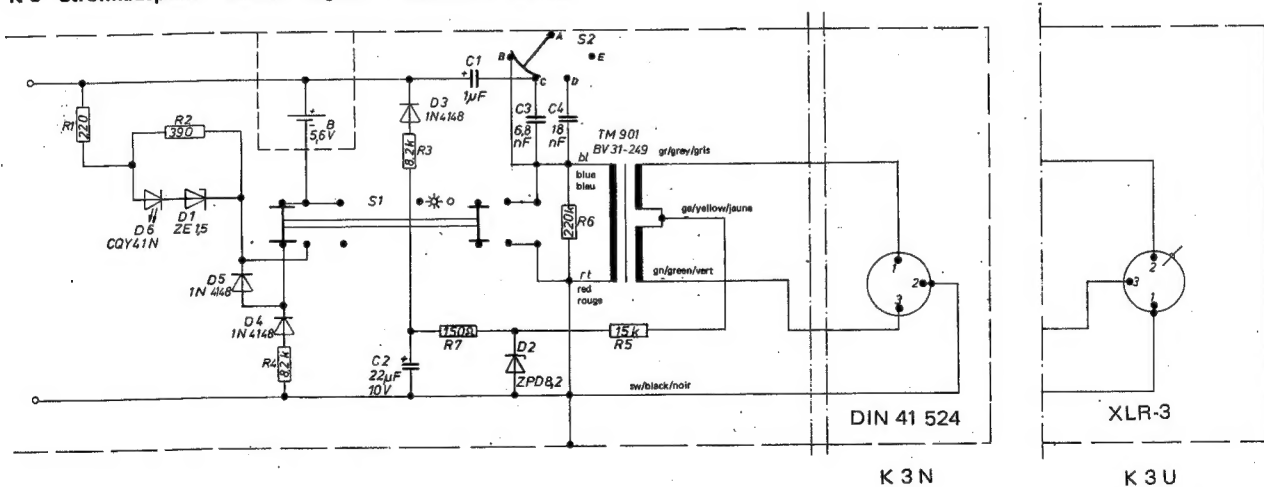 A
S2
B
E
C1
+
1µF
C
D
R1
220
R2
390
+
-
B
5,6V
D3
1N4148
8,2k
R3
C3
6,8
nF
C4
18
nF
TM 901
BV 31-249
bl
blue
blau
gr/grey/gris
ge/yellow/jaune
S1
R6
220k
D6
CQY41N
D1
ZE 1,5
D5
1N 4148
gn/green/vert
rt
red
rouge
1
2
3
2
3
1
D4
1N4148
R4
8,2k
C2
+
22µF
10V
R7
D2
ZPD8,2
15k
R5
sw/black/noir
DIN 41 524
XLR-3
K 3 N
K 3 U